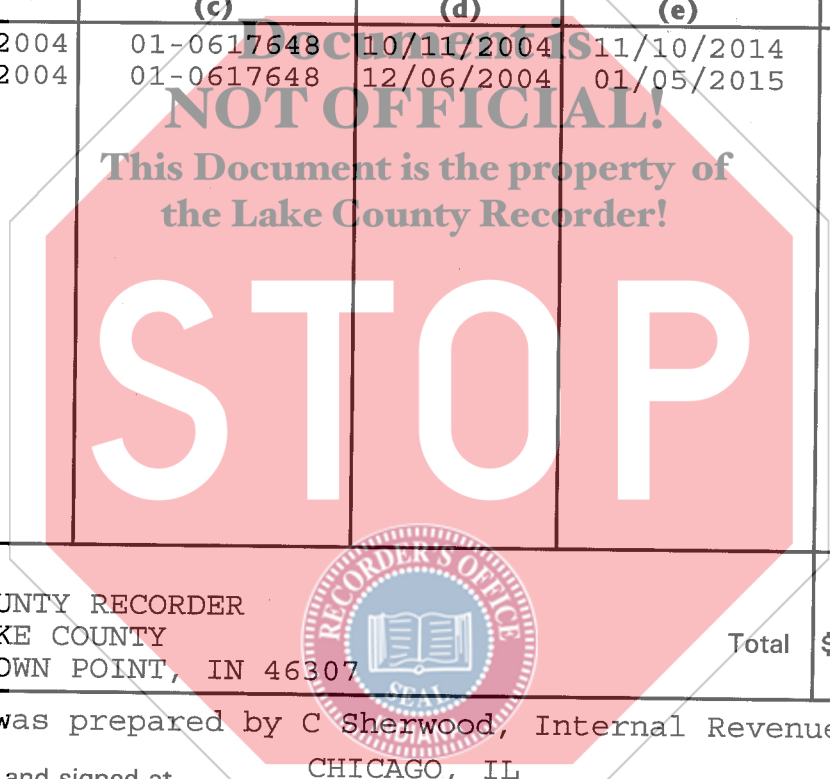 (c) (d) (e)
2004 01-0617648 10/11/2004 11/10/2014
2004 01-0617648 12/06/2004 01/05/2015
Document is
NOT OFFICIAL!
This Document is the property of
the Lake County Recorder!
STOP
RECORDER'S OFFICE
SEAL
INDIANA
UNTY RECORDER
KE COUNTY
OWN POINT, IN 46307
Total $
was prepared by C Sherwood, Internal Revenue
and signed at CHICAGO, IL